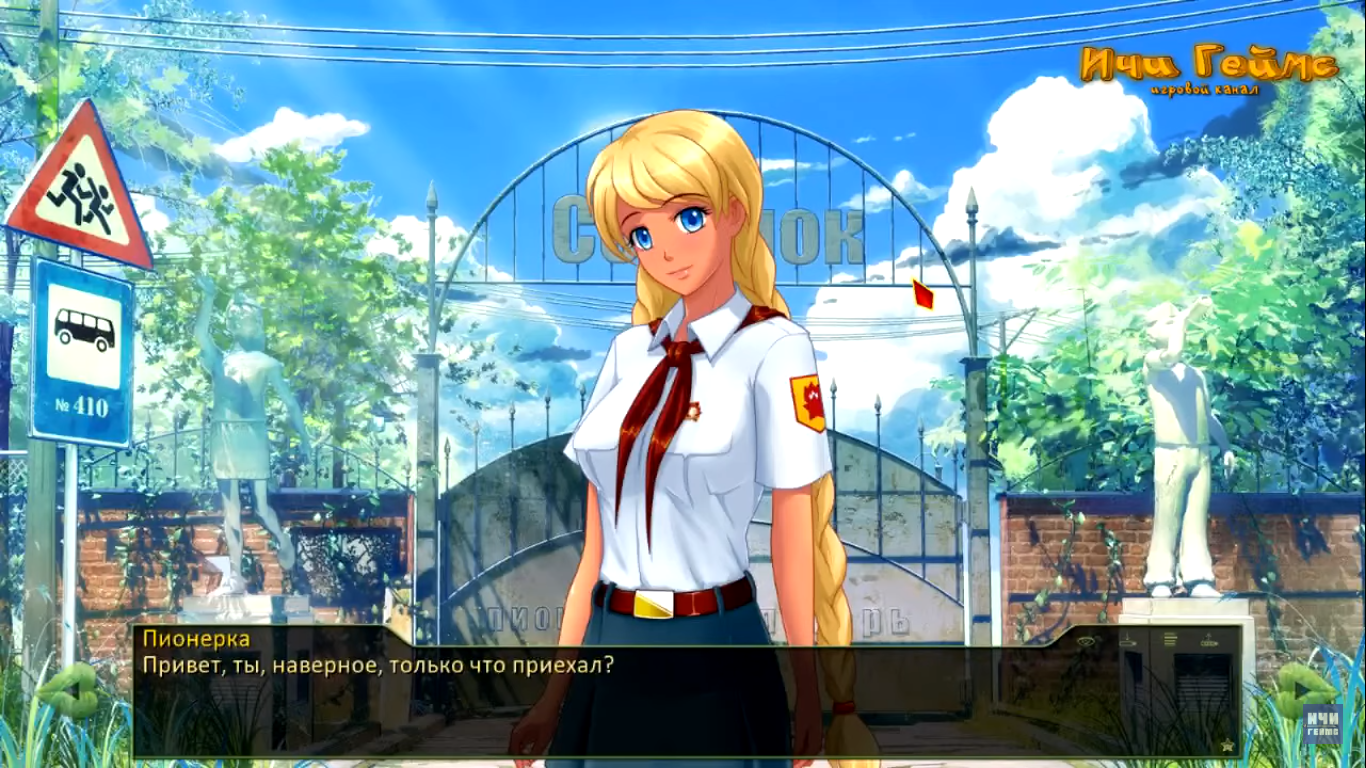 Ичи Геймс
игровой канал
№ 410
Пионерка
Привет, ты, наверное, только что приехал?
ИЧИ
ГЕЙМС